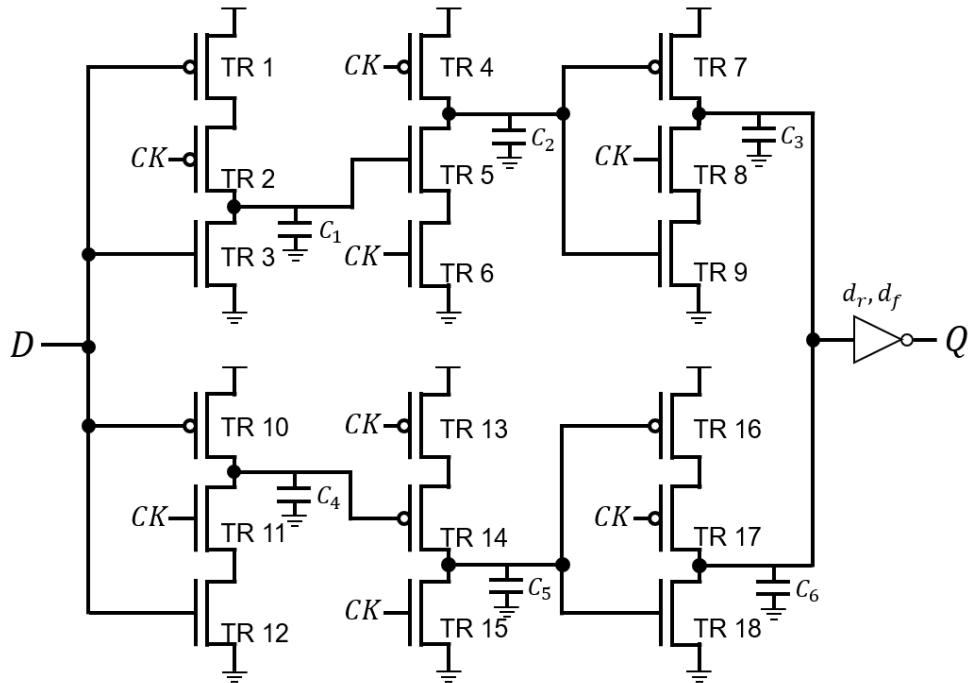 TR 1
CK
TR 2
C₁
TR 3
CK
TR 4
C₂
TR 5
CK
TR 6
TR 7
C₃
CK
TR 8
TR 9
D
d_r, d_f
Q
TR 10
C₄
CK
TR 11
TR 12
CK
TR 13
TR 14
C₅
CK
TR 15
TR 16
CK
TR 17
C₆
TR 18